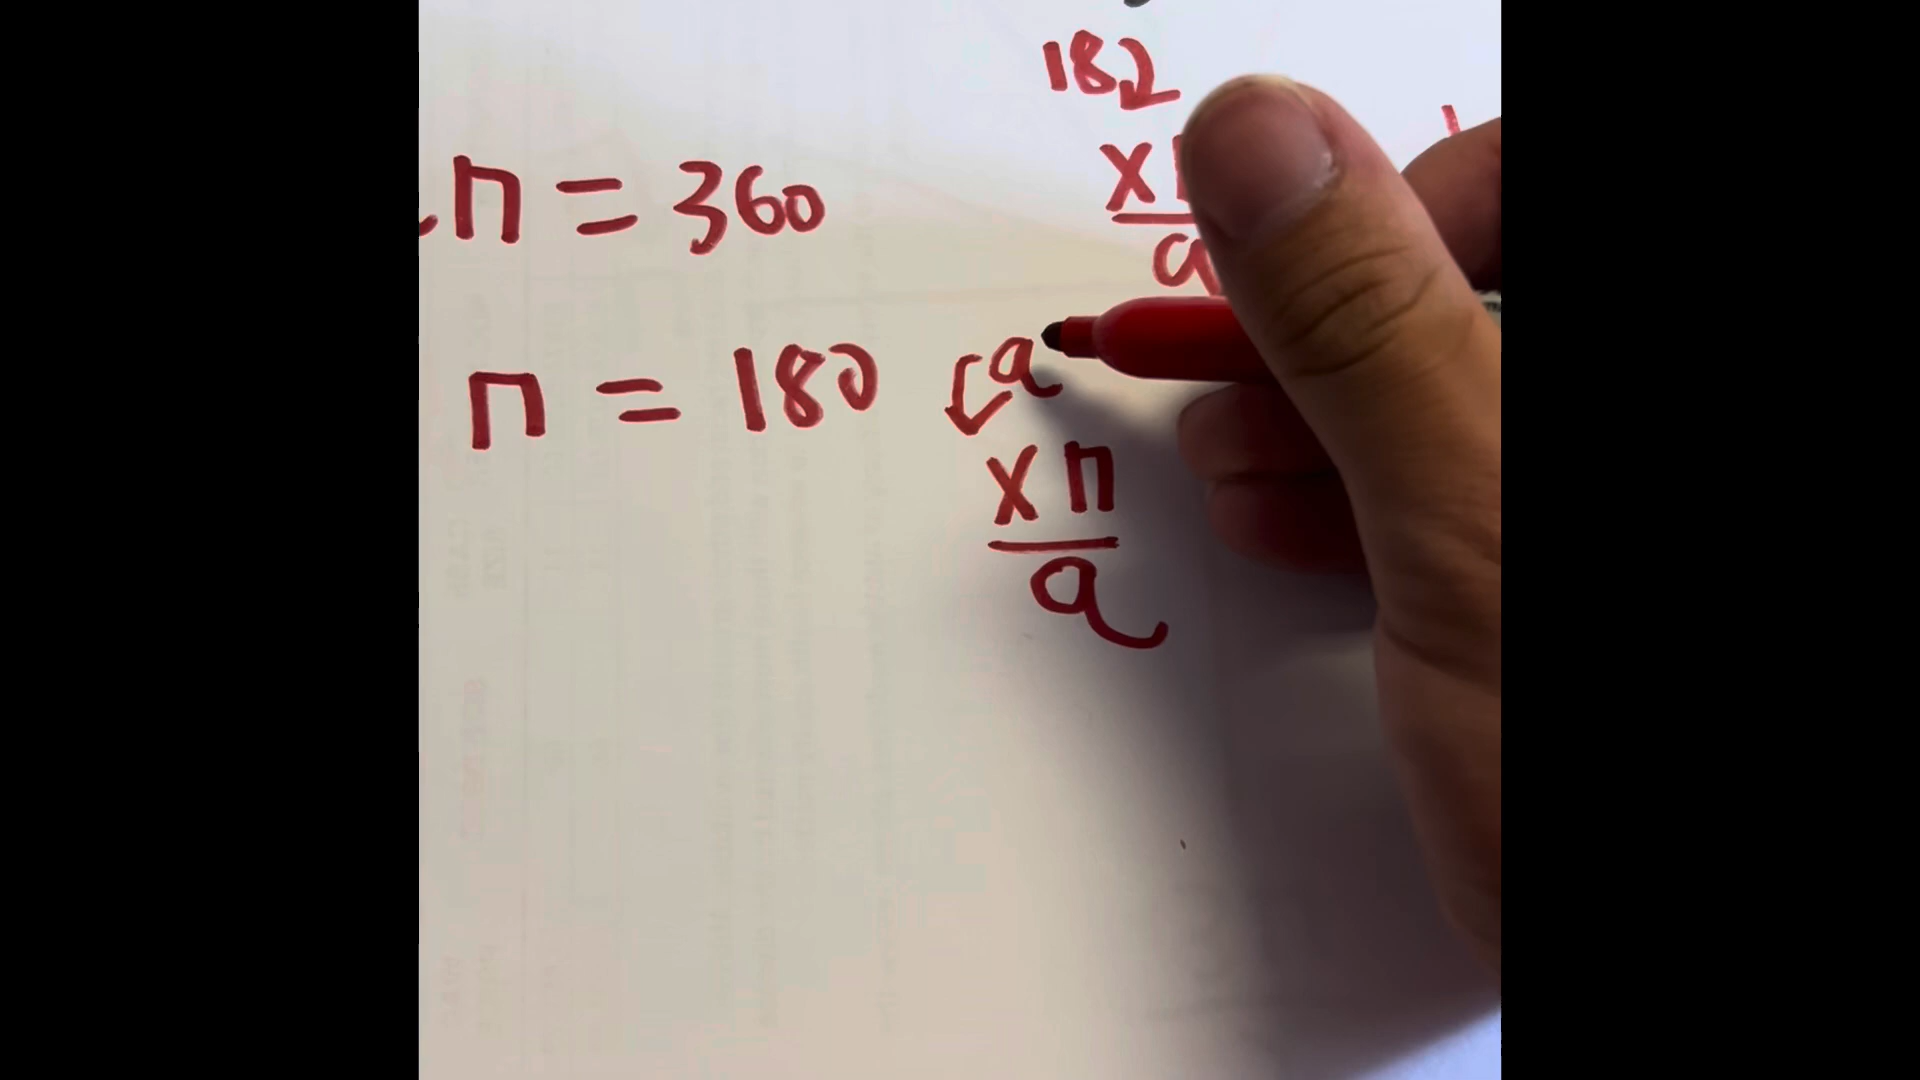 182
x
a
π = 360
π = 180
a
x π
a